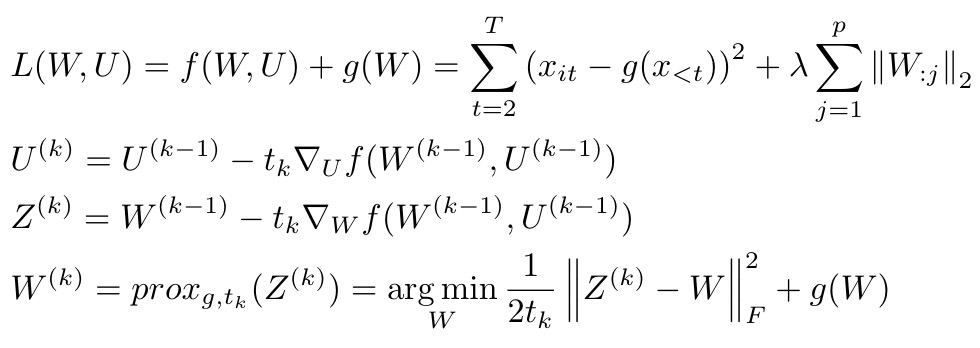 L(W, U) = f(W, U) + g(W) = \sum_{t=2}^{T} (x_{it} - g(x_{<t}))^2 + \lambda \sum_{j=1}^{p} \|W_{:j}\|_2
U^{(k)} = U^{(k-1)} - t_k \nabla_U f(W^{(k-1)}, U^{(k-1)})
Z^{(k)} = W^{(k-1)} - t_k \nabla_W f(W^{(k-1)}, U^{(k-1)})
W^{(k)} = prox_{g,t_k}(Z^{(k)}) = \arg\min_W \frac{1}{2t_k} \left\| Z^{(k)} - W \right\|_F^2 + g(W)